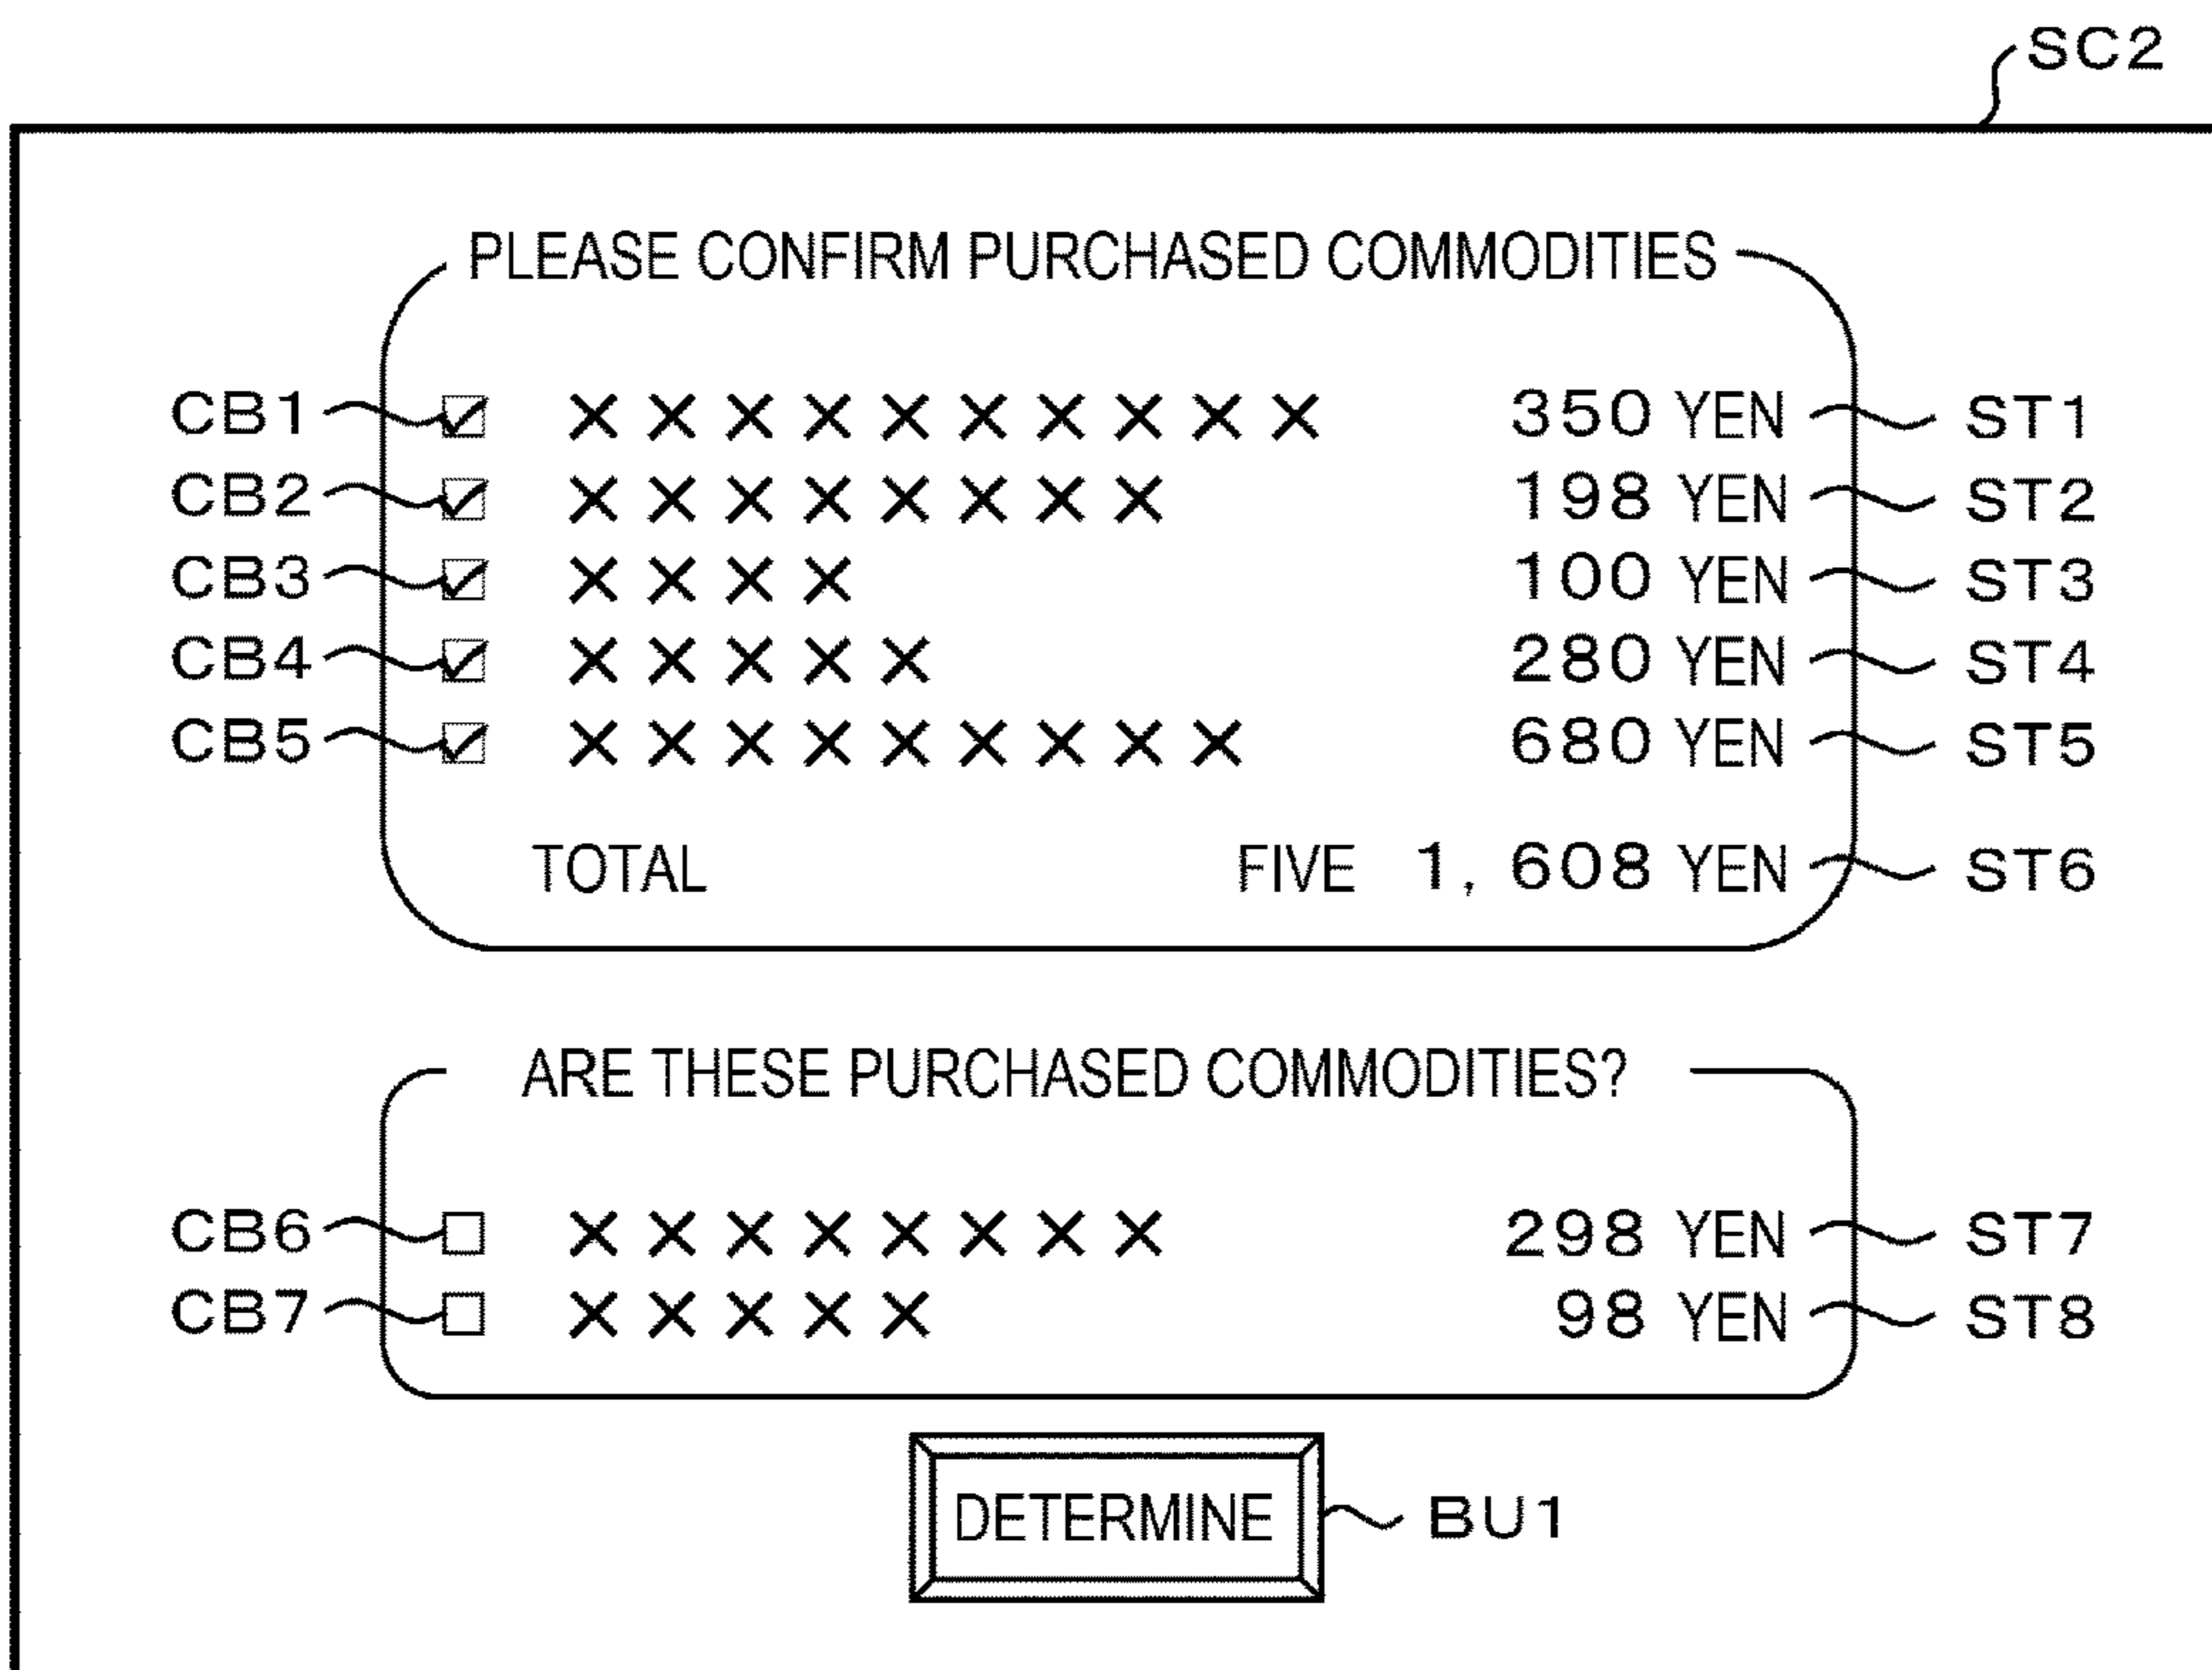 SC2
PLEASE CONFIRM PURCHASED COMMODITIES
CB1 ☑ ×××××××××× 350 YEN ST1
CB2 ☑ ×××××××× 198 YEN ST2
CB3 ☑ ×××× 100 YEN ST3
CB4 ☑ ××××× 280 YEN ST4
CB5 ☑ ××××××××× 680 YEN ST5
TOTAL FIVE 1, 608 YEN ST6
ARE THESE PURCHASED COMMODITIES?
CB6 ☐ ×××××××× 298 YEN ST7
CB7 ☐ ××××× 98 YEN ST8
DETERMINE BU1